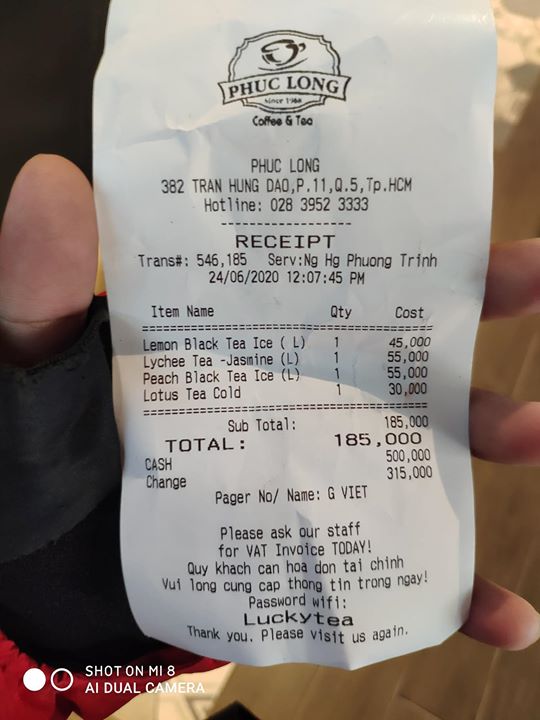 PHUC LONG
Since 1968
Coffee & Tea
PHUC LONG
382 TRAN HUNG DAO,P.11,Q.5,Tp.HCM
Hotline: 028 3952 3333
RECEIPT
Trans#: 546,185 Serv:Ng Hg Phuong Trinh
24/06/2020 12:07:45 PM
Item Name Qty Cost
Lemon Black Tea Ice ( L) 1 45,000
Lychee Tea -Jasmine (L) 1 55,000
Peach Black Tea Ice (L) 1 55,000
Lotus Tea Cold 1 30,000
Sub Total: 185,000
TOTAL: 185,000
CASH 500,000
Change 315,000
Pager No/ Name: G VIET
Please ask our staff
for VAT Invoice TODAY!
Quy khach can hoa don tai chinh
Vui long cung cap thong tin trong ngay!
Password wifi:
Luckytea
Thank you. Please visit us again.
SHOT ON MI 8
AI DUAL CAMERA